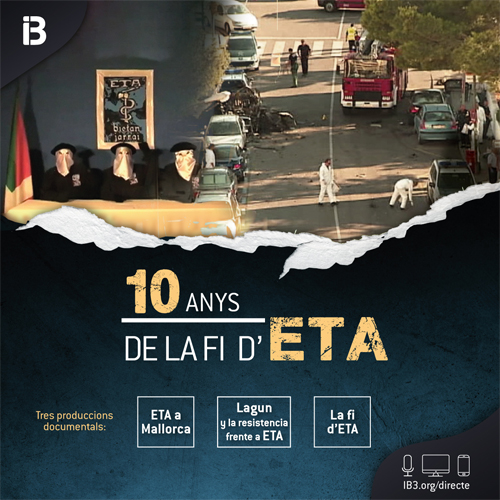 iB3
ETA
bietan
jarrai
10 ANYS
DE LA FI D'ETA
Tres produccions
documentals:
ETA a
Mallorca
Lagun
y la resistencia
frente a ETA
La fi
d'ETA
IB3.org/directe